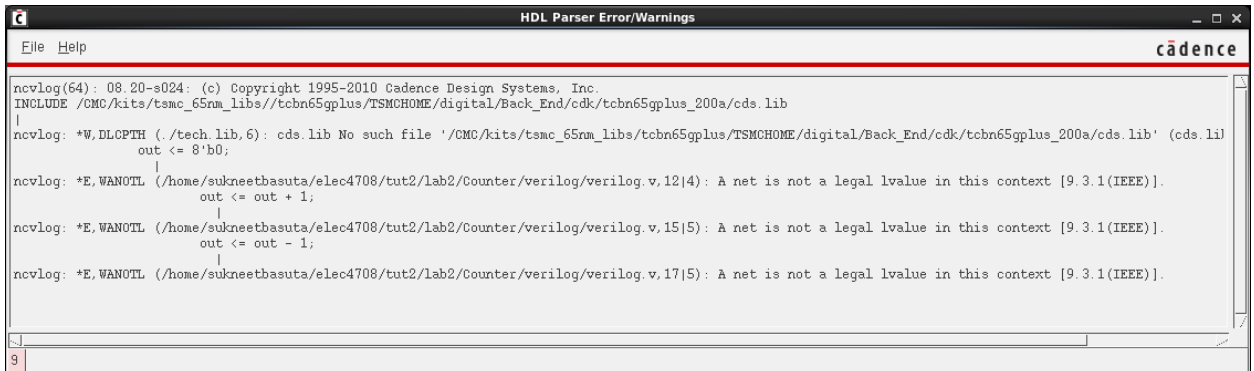 HDL Parser Error/Warnings
File Help
cādence
ncvlog(64): 08.20-s024: (c) Copyright 1995-2010 Cadence Design Systems, Inc.
INCLUDE /CMC/kits/tsmc_65nm_libs//tcbn65gplus/TSMCHOME/digital/Back_End/cdk/tcbn65gplus_200a/cds.lib
|
ncvlog: *W,DLCPTH (./tech.lib,6): cds.lib No such file '/CMC/kits/tsmc_65nm_libs/tcbn65gplus/TSMCHOME/digital/Back_End/cdk/tcbn65gplus_200a/cds.lib' (cds.lil
out <= 8'b0;
|
ncvlog: *E,WANOTL (/home/sukneetbasuta/elec4708/tut2/lab2/Counter/verilog/verilog.v,12|4): A net is not a legal lvalue in this context [9.3.1(IEEE)].
out <= out + 1;
|
ncvlog: *E,WANOTL (/home/sukneetbasuta/elec4708/tut2/lab2/Counter/verilog/verilog.v,15|5): A net is not a legal lvalue in this context [9.3.1(IEEE)].
out <= out - 1;
|
ncvlog: *E,WANOTL (/home/sukneetbasuta/elec4708/tut2/lab2/Counter/verilog/verilog.v,17|5): A net is not a legal lvalue in this context [9.3.1(IEEE)].
9